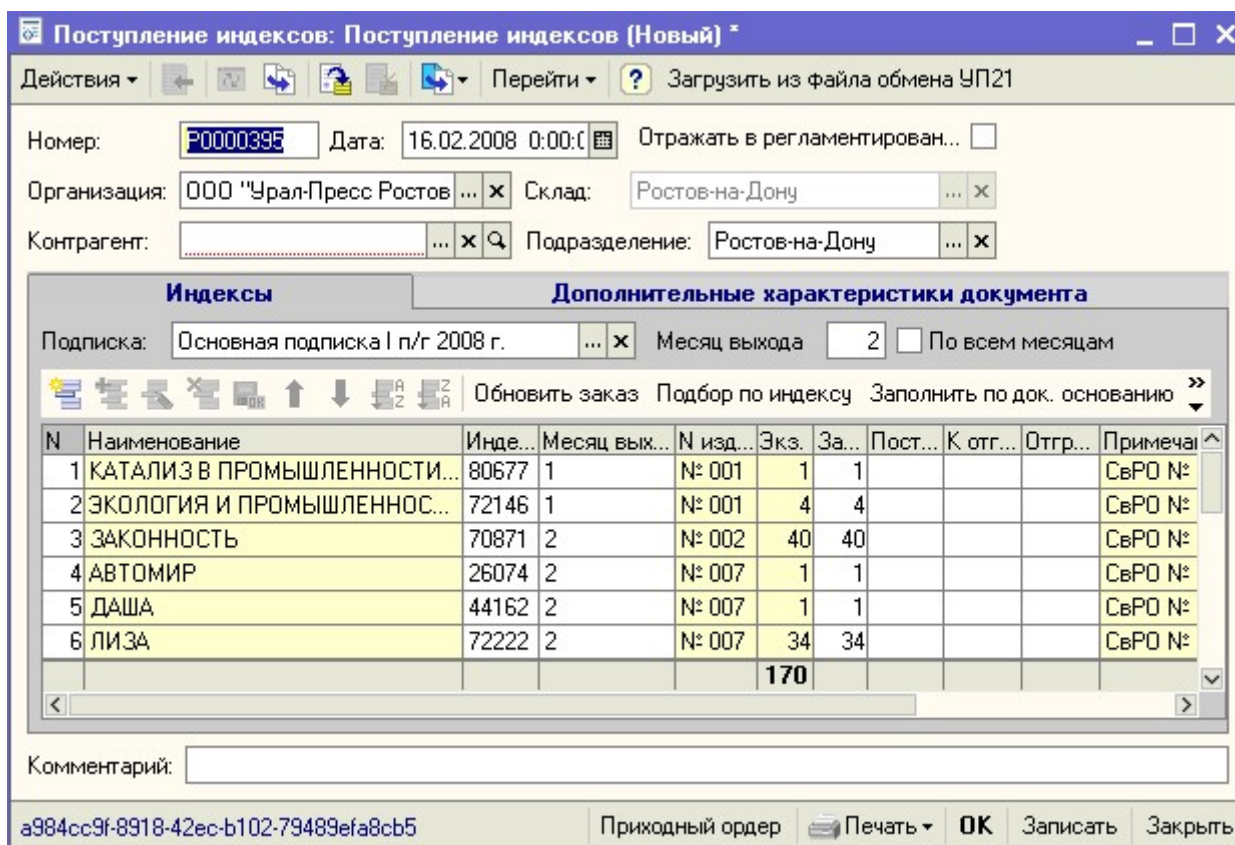 Поступление индексов: Поступление индексов (Новый) *
Действия Перейти ? Загрузить из файла обмена УП21
Номер: Р0000395 Дата: 16.02.2008 0:00:0 Отражать в регламентирован...
Организация: ООО "Урал-Пресс Ростов ... Склад: Ростов-на-Дону ...
Контрагент: ... Подразделение: Ростов-на-Дону ...
Индексы Дополнительные характеристики документа
Подписка: Основная подписка I п/г 2008 г. ... Месяц выхода 2 По всем месяцам
Обновить заказ Подбор по индексу Заполнить по док. основанию
N Наименование Инде... Месяц вых... N изд... Экз. За... Пост... К отг... Отгр... Примеча
1 КАТАЛИЗ В ПРОМЫШЛЕННОСТИ... 80677 1 № 001 1 1 СвРО №
2 ЭКОЛОГИЯ И ПРОМЫШЛЕННОС... 72146 1 № 001 4 4 СвРО №
3 ЗАКОННОСТЬ 70871 2 № 002 40 40 СвРО №
4 АВТОМИР 26074 2 № 007 1 1 СвРО №
5 ДАША 44162 2 № 007 1 1 СвРО №
6 ЛИЗА 72222 2 № 007 34 34 СвРО №
170
Комментарий:
a984cc9f-8918-42ec-b102-79489efa8cb5 Приходный ордер Печать OK Записать Закрыть